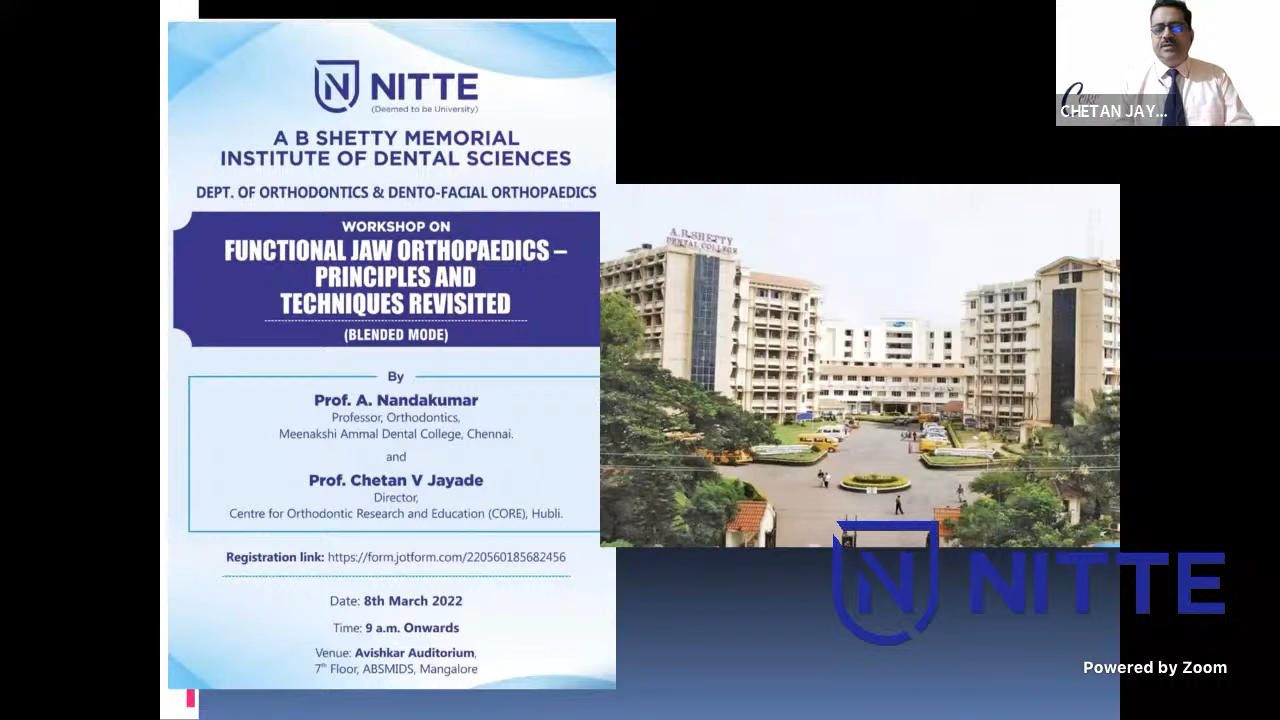 NITTE
(Deemed to be University)
A B SHETTY MEMORIAL
INSTITUTE OF DENTAL SCIENCES
DEPT. OF ORTHODONTICS & DENTO-FACIAL ORTHOPAEDICS
WORKSHOP ON
FUNCTIONAL JAW ORTHOPAEDICS –
PRINCIPLES AND
TECHNIQUES REVISITED
(BLENDED MODE)
By
Prof. A. Nandakumar
Professor, Orthodontics,
Meenakshi Ammal Dental College, Chennai.
and
Prof. Chetan V Jayade
Director,
Centre for Orthodontic Research and Education (CORE), Hubli.
Registration link: https://form.jotform.com/220560185682456
Date: 8th March 2022
Time: 9 a.m. Onwards
Venue: Avishkar Auditorium,
7th Floor, ABSMIDS, Mangalore
A.B.SHETTY
DENTAL COLLEGE
CHETAN JAY...
NITTE
Powered by Zoom